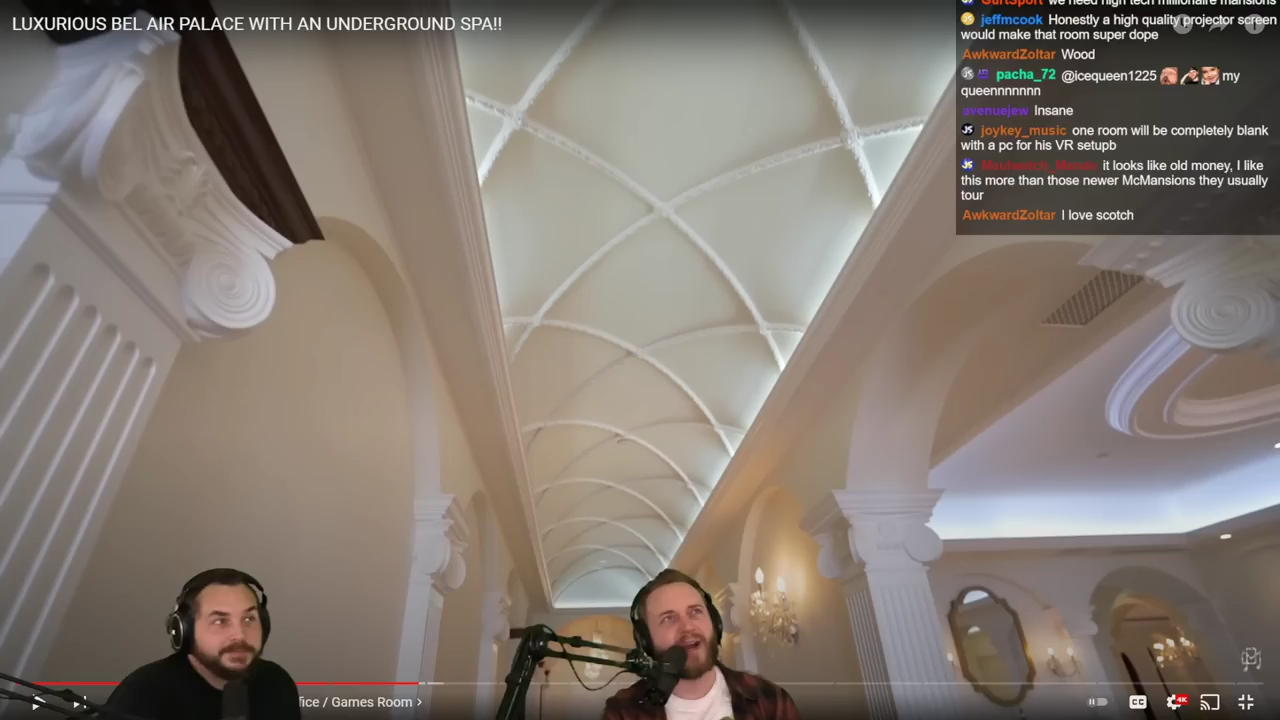 LUXURIOUS BEL AIR PALACE WITH AN UNDERGROUND SPA!!
GurtSport we need high tech millionaire mansions
jeffmcook Honestly a high quality projector screen
would make that room super dope
AwkwardZoltar Wood
pacha_72 @icequeen1225 my
queennnnnnn
avenuejew Insane
joykey_music one room will be completely blank
with a pc for his VR setupb
it looks like old money, I like
this more than those newer McMansions they usually
tour
AwkwardZoltar I love scotch
fice / Games Room >
CC
4K